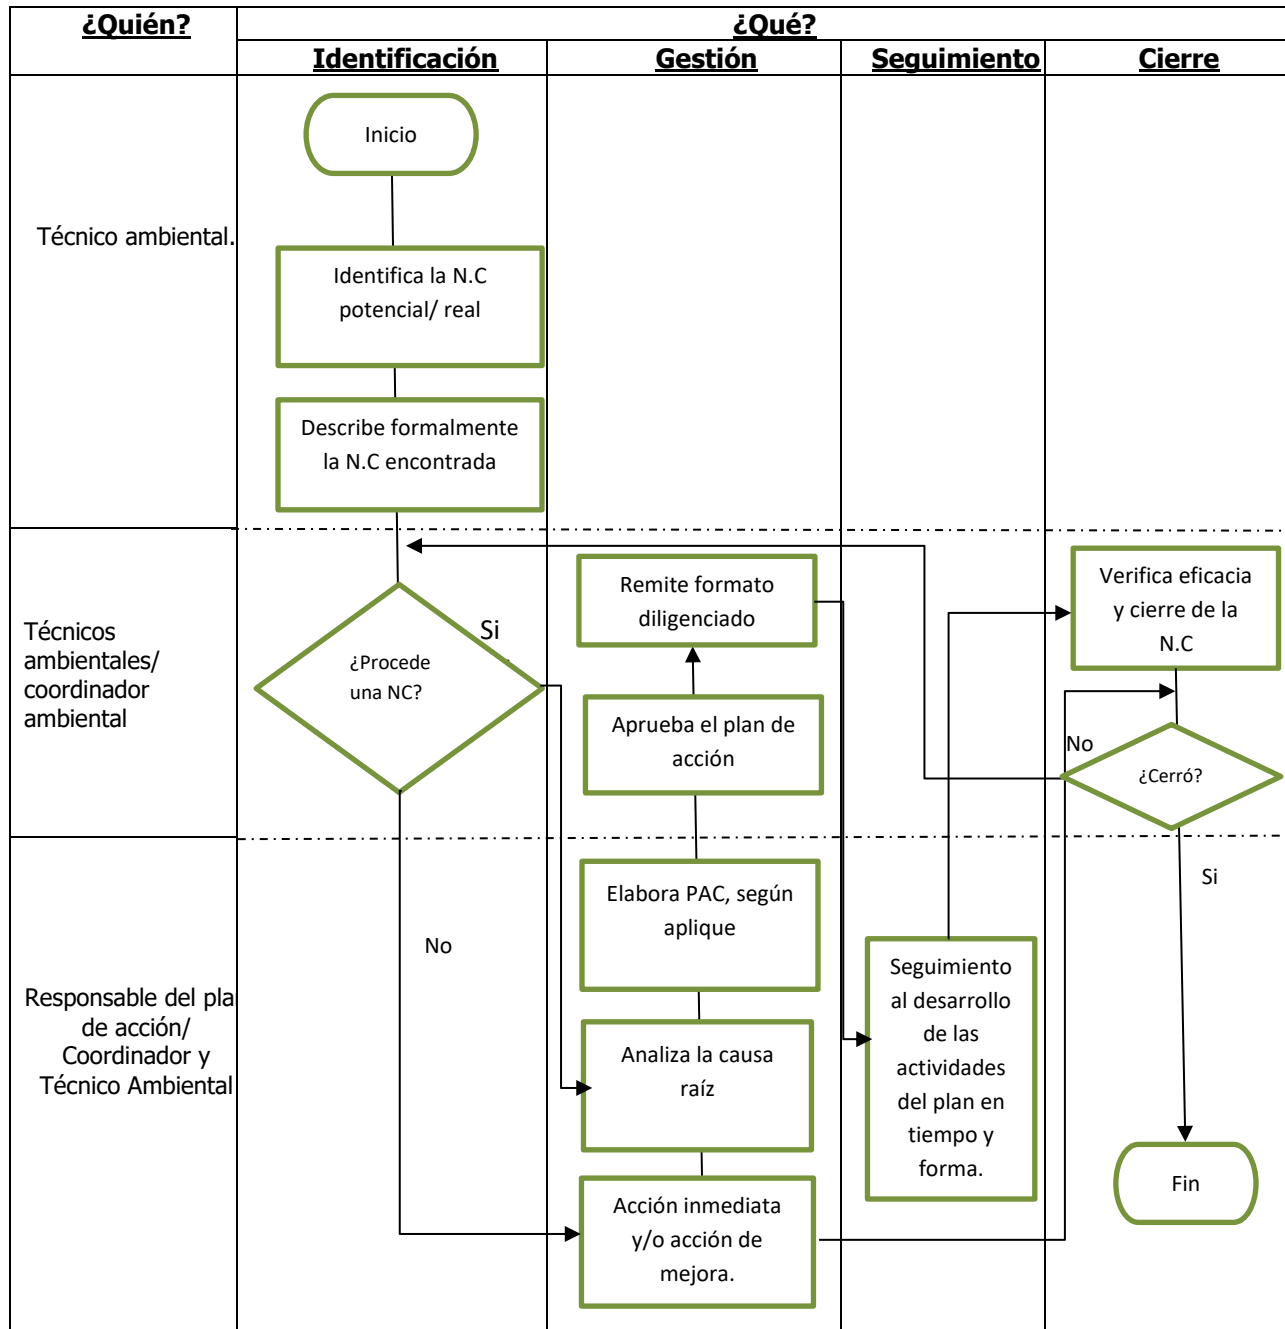 ¿Quién?
¿Qué?
Identificación
Gestión
Seguimiento
Cierre
Técnico ambiental.
Inicio
Identifica la N.C
potencial/ real
Describe formalmente
la N.C encontrada
Técnicos
ambientales/
coordinador
ambiental
¿Procede
una NC?
Si
Remite formato
diligenciado
Aprueba el plan de
acción
Verifica eficacia
y cierre de la
N.C
No
¿Cerró?
Responsable del pla
de acción/
Coordinador y
Técnico Ambiental
No
Elabora PAC, según
aplique
Analiza la causa
raíz
Acción inmediata
y/o acción de
mejora.
Seguimiento
al desarrollo
de las
actividades
del plan en
tiempo y
forma.
Si
Fin